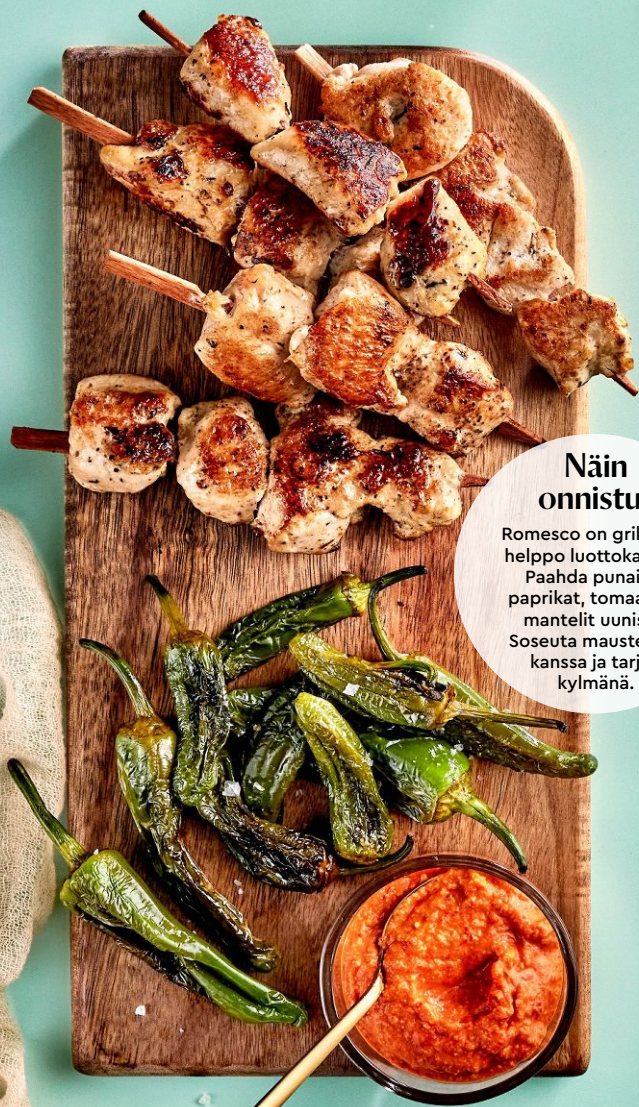 Näin
onnistu
Romesco on gril
helppo luottoka
Paahda punai
paprikat, tomaa
mantelit uunis
Soseuta mauste
kanssa ja tarj
kylmänä.